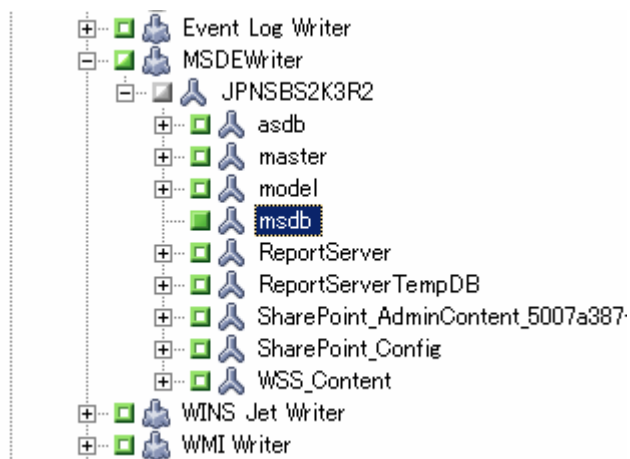 Event Log Writer
MSDEWriter
JPNSBS2K3R2
asdb
master
model
msdb
ReportServer
ReportServerTempDB
SharePoint_AdminContent_5007a387-
SharePoint_Config
WSS_Content
WINS Jet Writer
WMI Writer